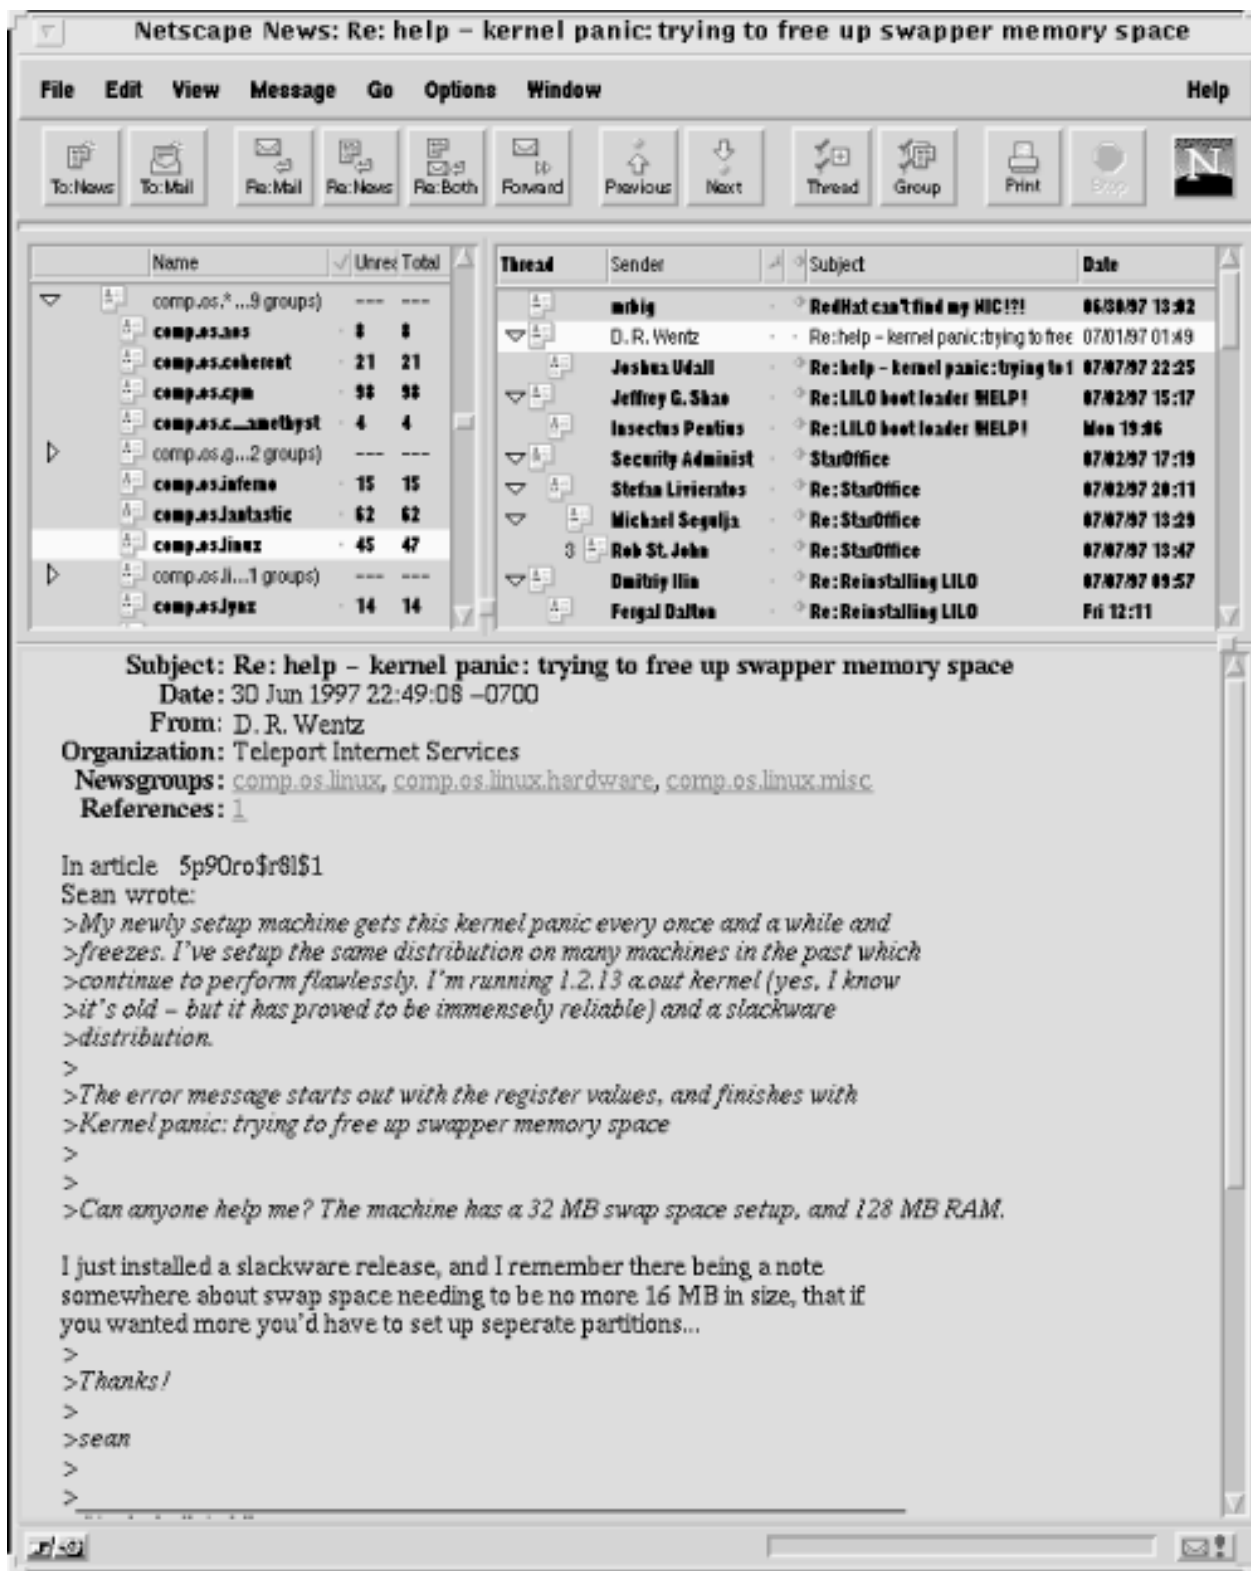 Netscape News: Re: help – kernel panic: trying to free up swapper memory space
File Edit View Message Go Options Window Help
To: News To: Mail Re: Mail Re: News Re: Both Forward Previous Next Thread Group Print Stop N
Name Unrea Total
comp.os.* ...9 groups) --- ---
comp.os.aos 8 8
comp.os.coherent 21 21
comp.os.cpm 98 98
comp.os.c...amethyst 4 4
comp.os.g...2 groups) --- ---
comp.os.inferno 15 15
comp.os.lantastic 62 62
comp.os.linux 45 47
comp.os.li...1 groups) --- ---
comp.os.lynx 14 14
Thread Sender Subject Date
mrbig RedHat can't find my NIC!?! 06/30/97 13:02
D. R. Wentz Re: help – kernel panic: trying to free 07/01/97 01:49
Joshua Udall Re: help – kernel panic: trying to f 07/07/97 22:25
Jeffrey G. Shao Re: LILO boot loader !HELP! 07/02/97 15:17
Insectus Pentius Re: LILO boot loader !HELP! Mon 19:06
Security Administ StarOffice 07/02/97 17:19
Stefan Livieratos Re: StarOffice 07/02/97 20:11
Michael Segulja Re: StarOffice 07/07/97 13:29
3 Rob St. John Re: StarOffice 07/07/97 13:47
Dmitriy Ilin Re: Reinstalling LILO 07/07/97 09:57
Fergal Dalton Re: Reinstalling LILO Fri 12:11
Subject: Re: help – kernel panic: trying to free up swapper memory space
Date: 30 Jun 1997 22:49:08 –0700
From: D. R. Wentz
Organization: Teleport Internet Services
Newsgroups: comp.os.linux, comp.os.linux.hardware, comp.os.linux.misc
References: 1
In article 5p90ro$r8l$1
Sean wrote:
>My newly setup machine gets this kernel panic every once and a while and
>freezes. I've setup the same distribution on many machines in the past which
>continue to perform flawlessly. I'm running 1.2.13 a.out kernel (yes, I know
>it's old – but it has proved to be immensely reliable) and a slackware
>distribution.
>
>The error message starts out with the register values, and finishes with
>Kernel panic: trying to free up swapper memory space
>
>
>Can anyone help me? The machine has a 32 MB swap space setup, and 128 MB RAM.
I just installed a slackware release, and I remember there being a note
somewhere about swap space needing to be no more 16 MB in size, that if
you wanted more you'd have to set up seperate partitions...
>
>Thanks!
>
>sean
>
>